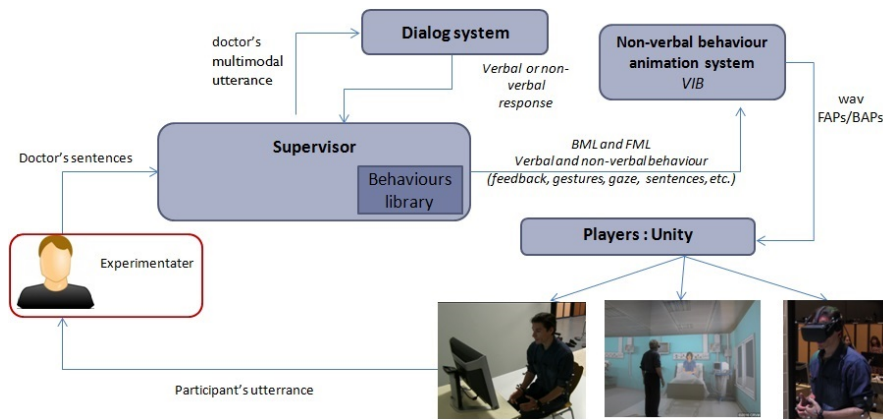 doctor's
multimodal
utterance
Dialog system
Verbal or non-
verbal
response
Non-verbal behaviour
animation system
VIB
wav
FAPs/BAPs
Doctor's sentences
Supervisor
Behaviours
library
BML and FML
Verbal and non-verbal behaviour
(feedback, gestures, gaze, sentences, etc.)
Players : Unity
Experimentater
Participant's utterrance